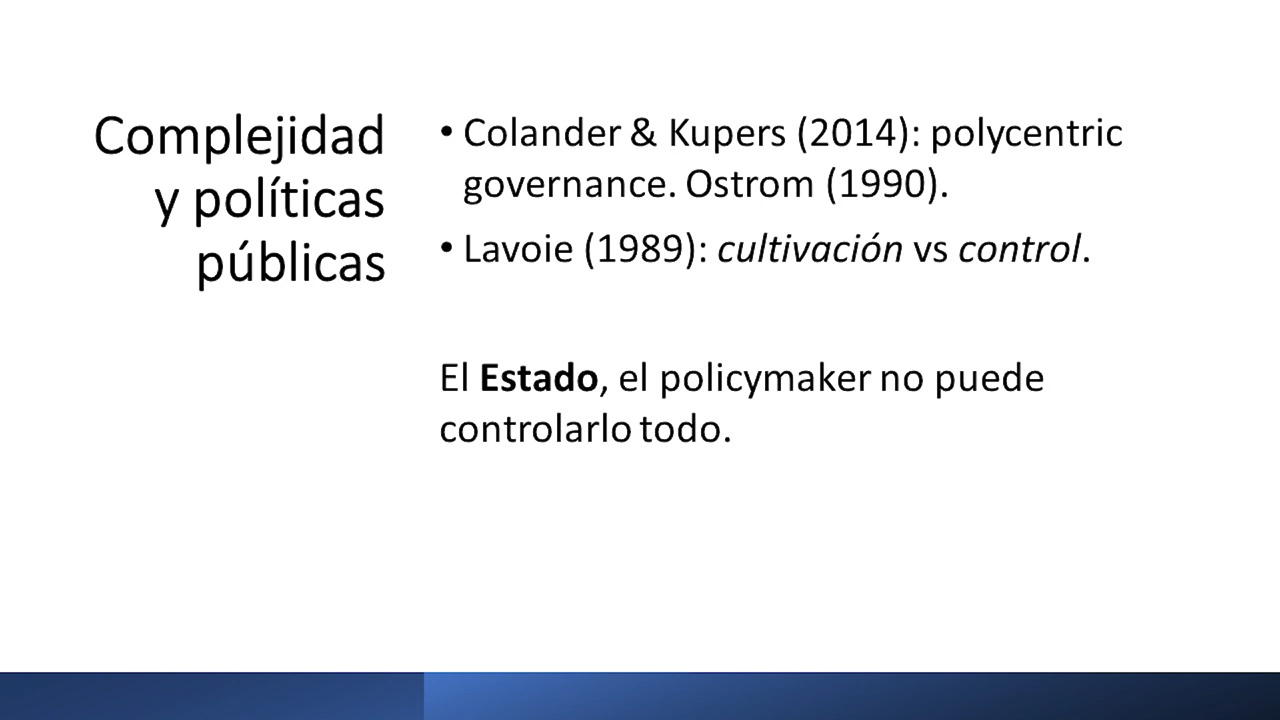 Complejidad
y políticas
públicas
• Colander & Kupers (2014): polycentric
governance. Ostrom (1990).
• Lavoie (1989): cultivación vs control.
El Estado, el policymaker no puede
controlarlo todo.